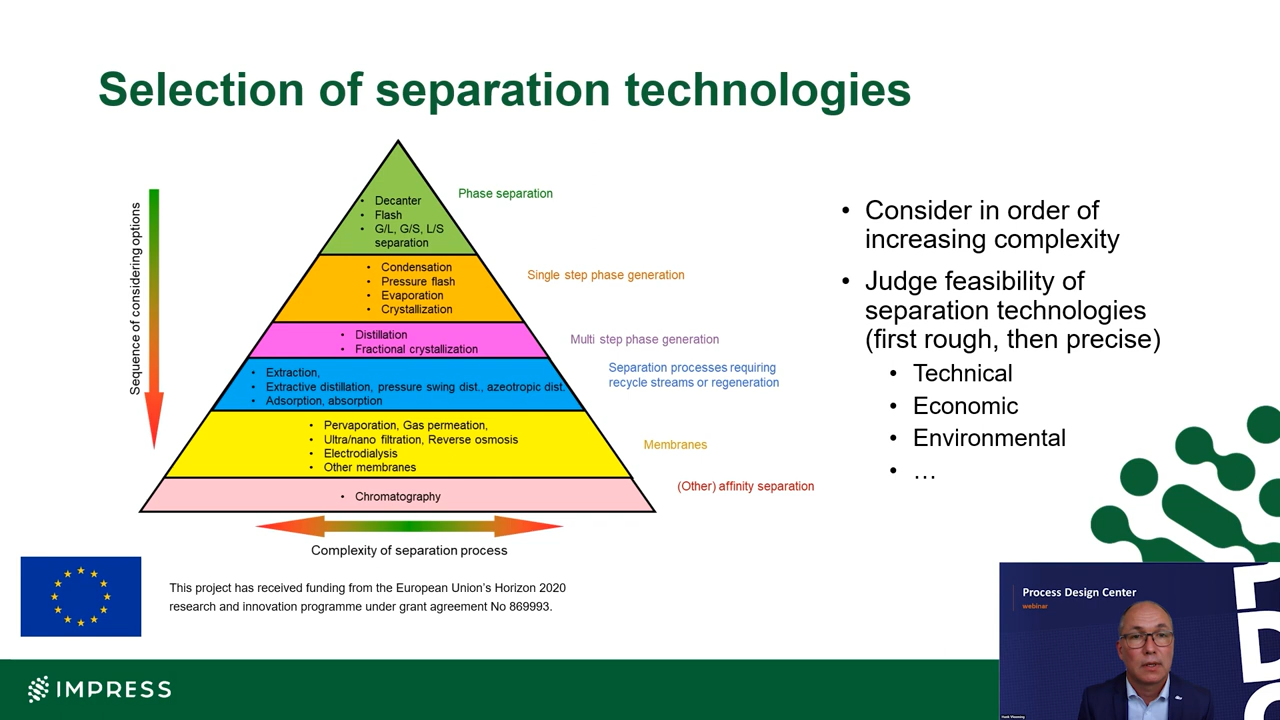 Selection of separation technologies
Sequence of considering options
• Decanter
• Flash
• G/L, G/S, L/S
separation
Phase separation
• Condensation
• Pressure flash
• Evaporation
• Crystallization
Single step phase generation
• Distillation
• Fractional crystallization
Multi step phase generation
• Extraction,
• Extractive distillation, pressure swing dist., azeotropic dist.
• Adsorption, absorption
Separation processes requiring
recycle streams or regeneration
• Pervaporation, Gas permeation,
• Ultra/nano filtration, Reverse osmosis
• Electrodialysis
• Other membranes
Membranes
• Chromatography
(Other) affinity separation
Complexity of separation process
• Consider in order of
increasing complexity
• Judge feasibility of
separation technologies
(first rough, then precise)
• Technical
• Economic
• Environmental
• …
This project has received funding from the European Union's Horizon 2020
research and innovation programme under grant agreement No 869993.
IMPRESS
Process Design Center
webinar